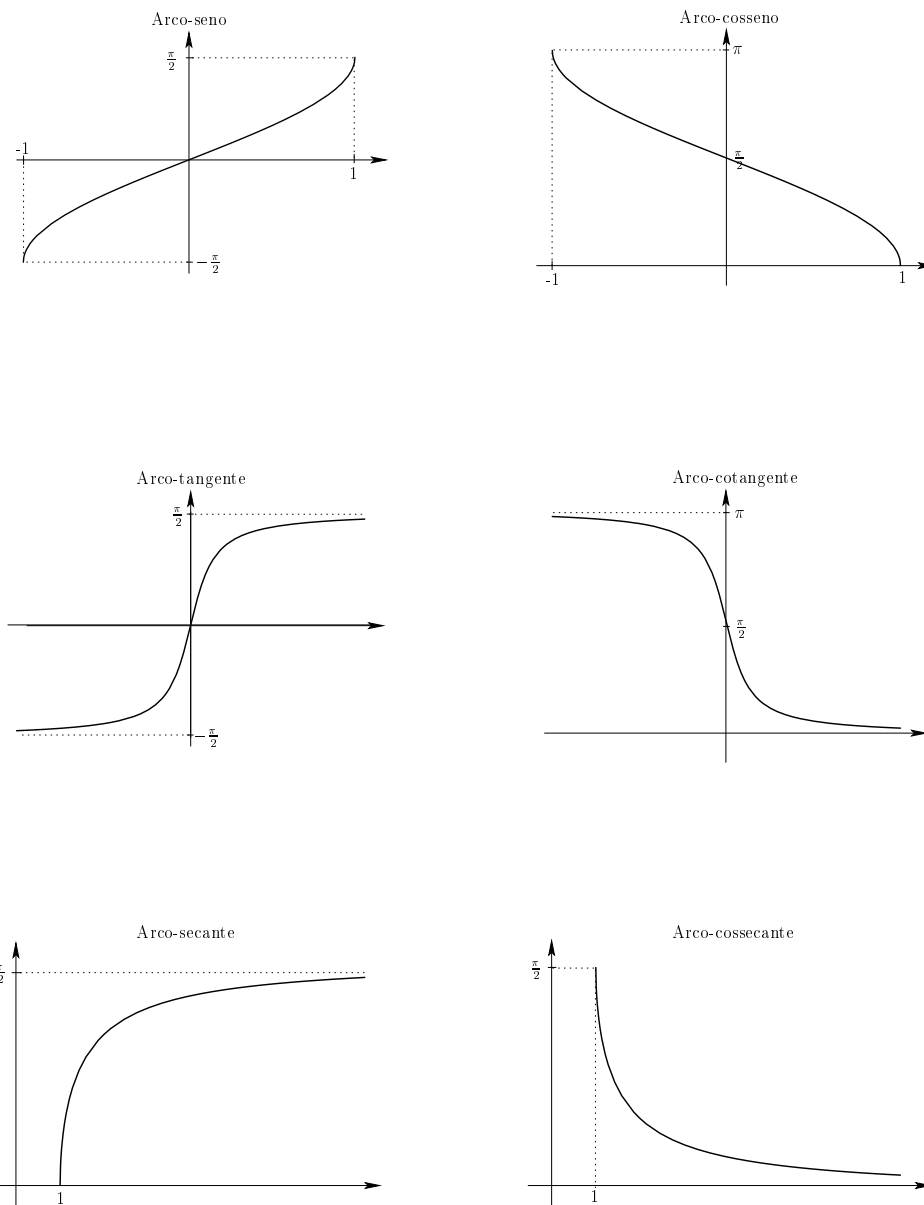 Arco-seno
π/2
-1
1
−π/2
Arco-cosseno
π
π/2
-1
1
Arco-tangente
π/2
−π/2
Arco-cotangente
π
π/2
Arco-secante
π/2
1
Arco-cossecante
π/2
1